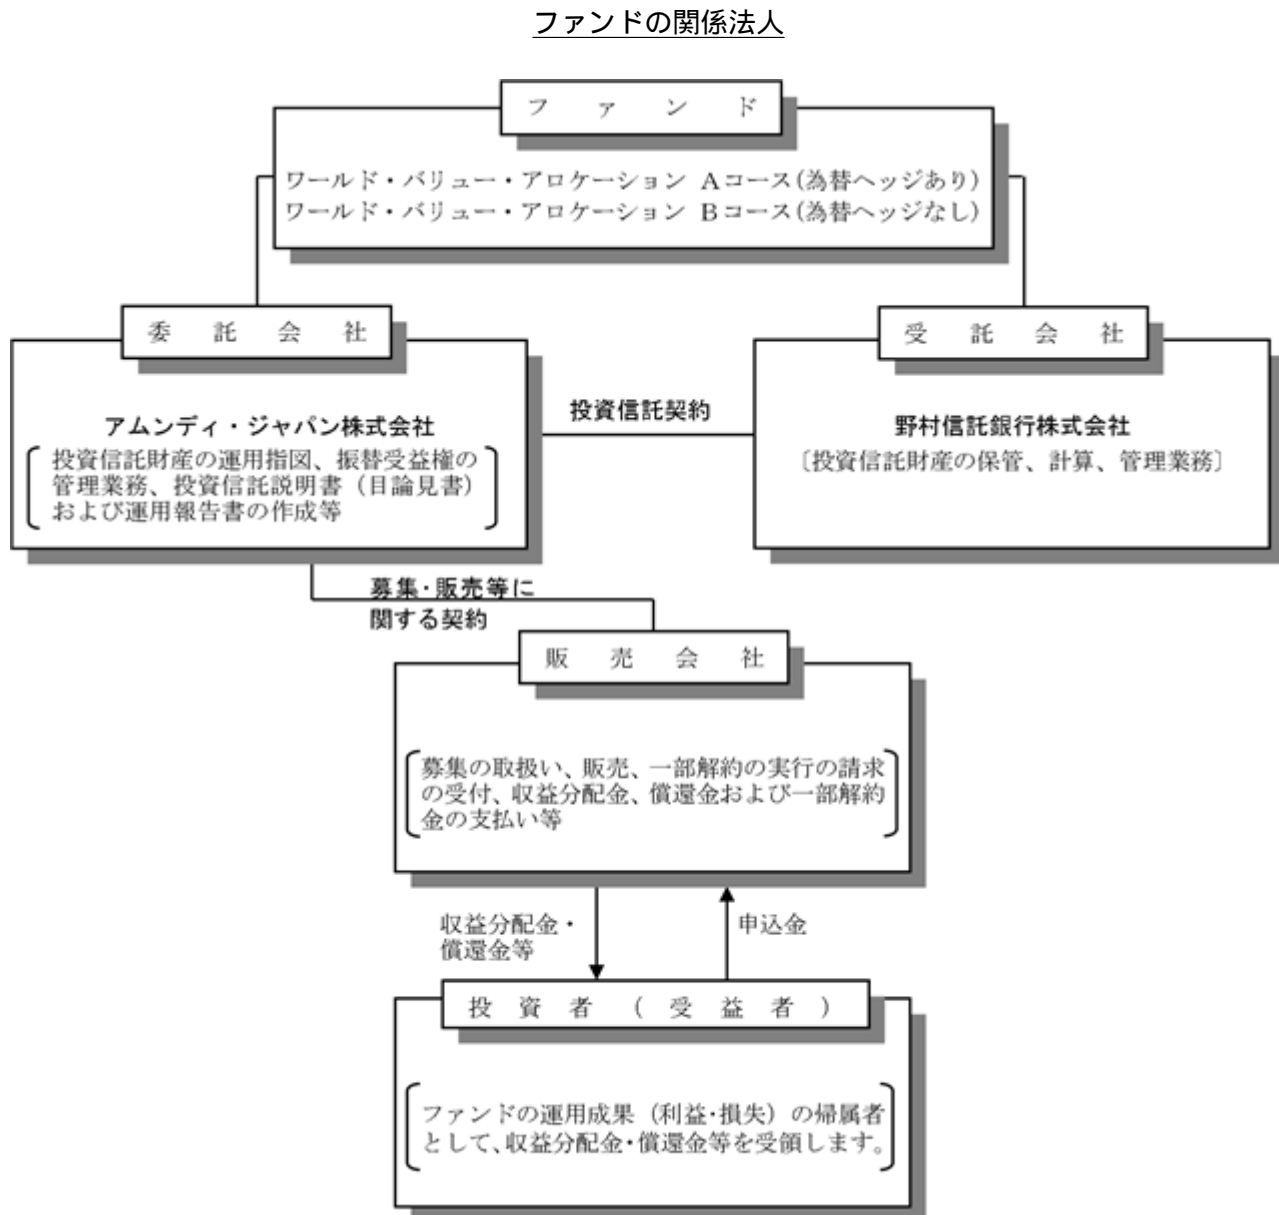 ファンドの関係法人
ファンド
ワールド・バリュー・アロケーション Aコース(為替ヘッジあり)
ワールド・バリュー・アロケーション Bコース(為替ヘッジなし)
委託会社
アムンディ・ジャパン株式会社
投資信託財産の運用指図、振替受益権の
管理業務、投資信託説明書（目論見書）
および運用報告書の作成等
投資信託契約
受託会社
野村信託銀行株式会社
〔投資信託財産の保管、計算、管理業務〕
募集・販売等に
関する契約
販売会社
募集の取扱い、販売、一部解約の実行の請求
の受付、収益分配金、償還金および一部解約
金の支払い等
収益分配金・
償還金等
申込金
投資者（受益者）
ファンドの運用成果（利益・損失）の帰属者
として、収益分配金・償還金等を受領します。